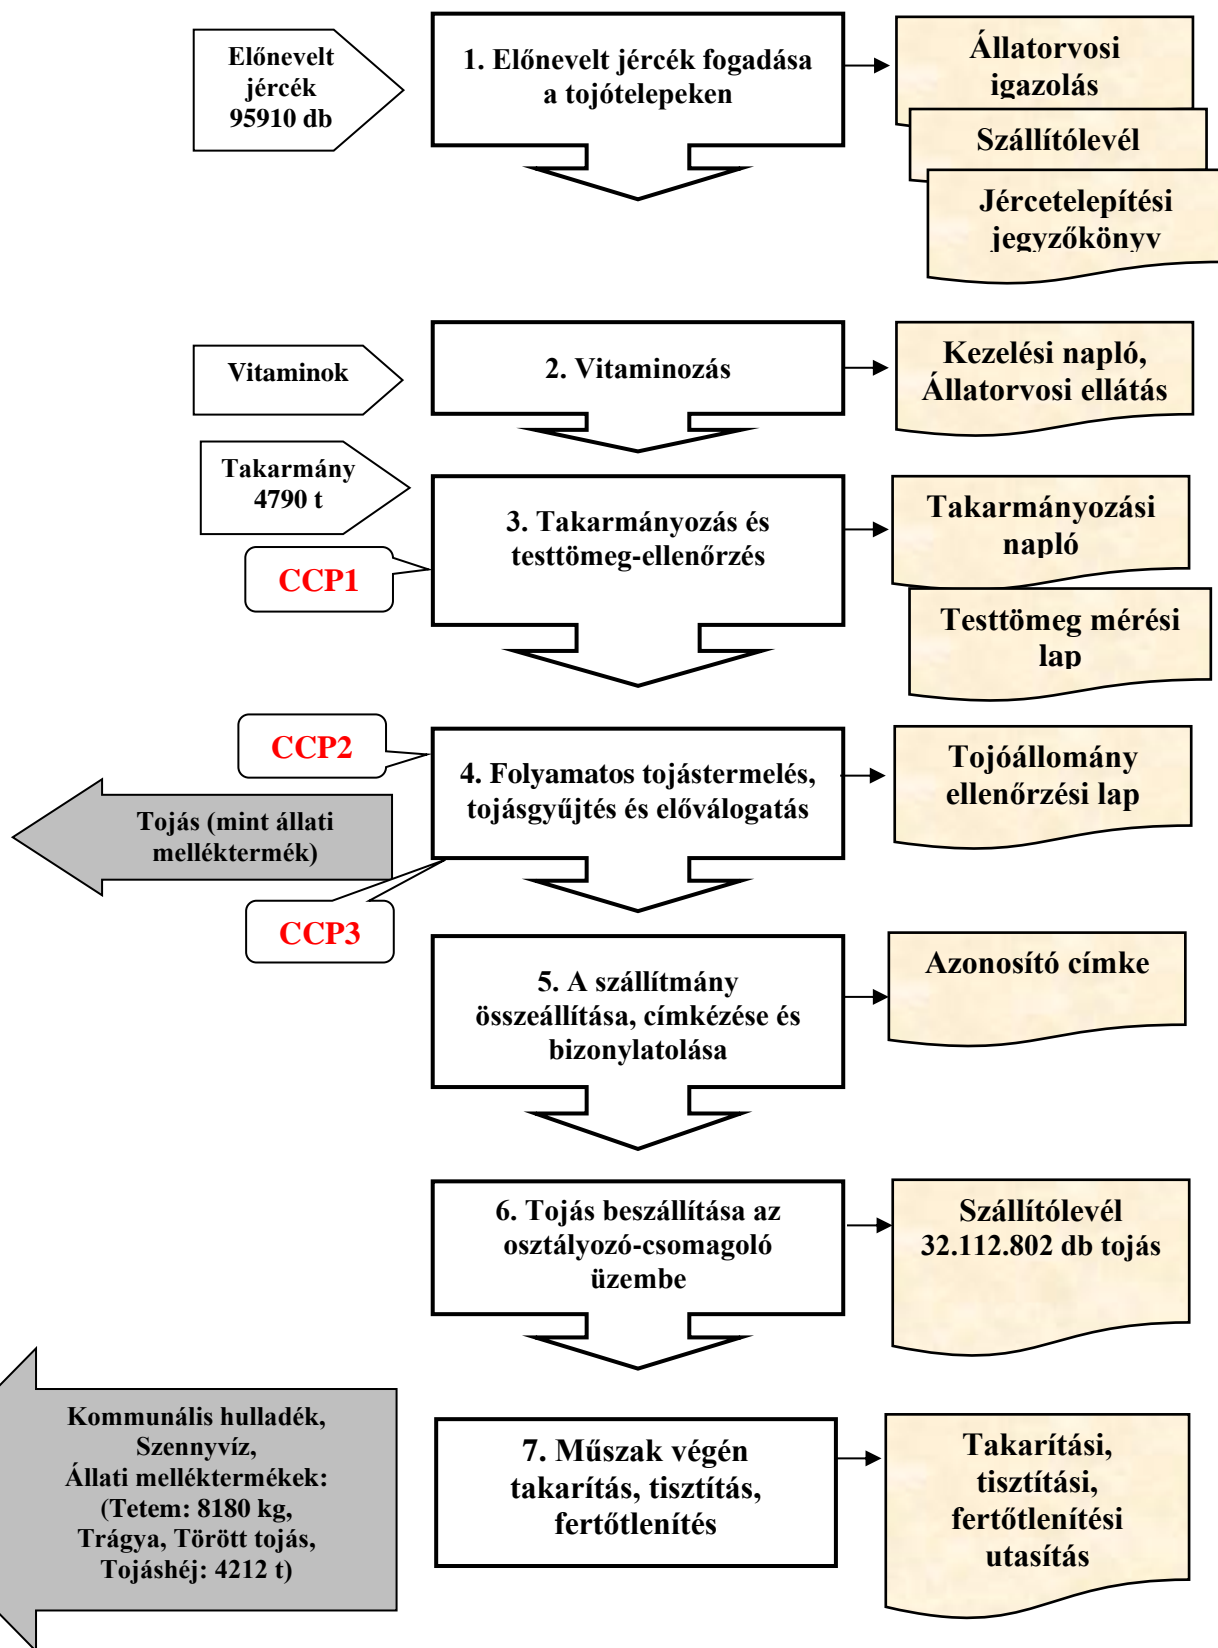 Előnevelt
jércék
95910 db
1. Előnevelt jércék fogadása
a tojótelepeken
Állatorvosi
igazolás
Szállítólevél
Jércetelepítési
jegyzőkönyv
Vitaminok
2. Vitaminozás
Kezelési napló,
Állatorvosi ellátás
Takarmány
4790 t
3. Takarmányozás és
testtömeg-ellenőrzés
CCP1
Takarmányozási
napló
Testtömeg mérési
lap
CCP2
4. Folyamatos tojástermelés,
tojásgyűjtés és előválogatás
Tojóállomány
ellenőrzési lap
Tojás (mint állati
melléktermék)
CCP3
5. A szállítmány
összeállítása, címkézése és
bizonylatolása
Azonosító címke
6. Tojás beszállítása az
osztályozó-csomagoló
üzembe
Szállítólevél
32.112.802 db tojás
Kommunális hulladék,
Szennyvíz,
Állati melléktermékek:
(Tetem: 8180 kg,
Trágya, Törött tojás,
Tojáshéj: 4212 t)
7. Műszak végén
takarítás, tisztítás,
fertőtlenítés
Takarítási,
tisztítási,
fertőtlenítési
utasítás